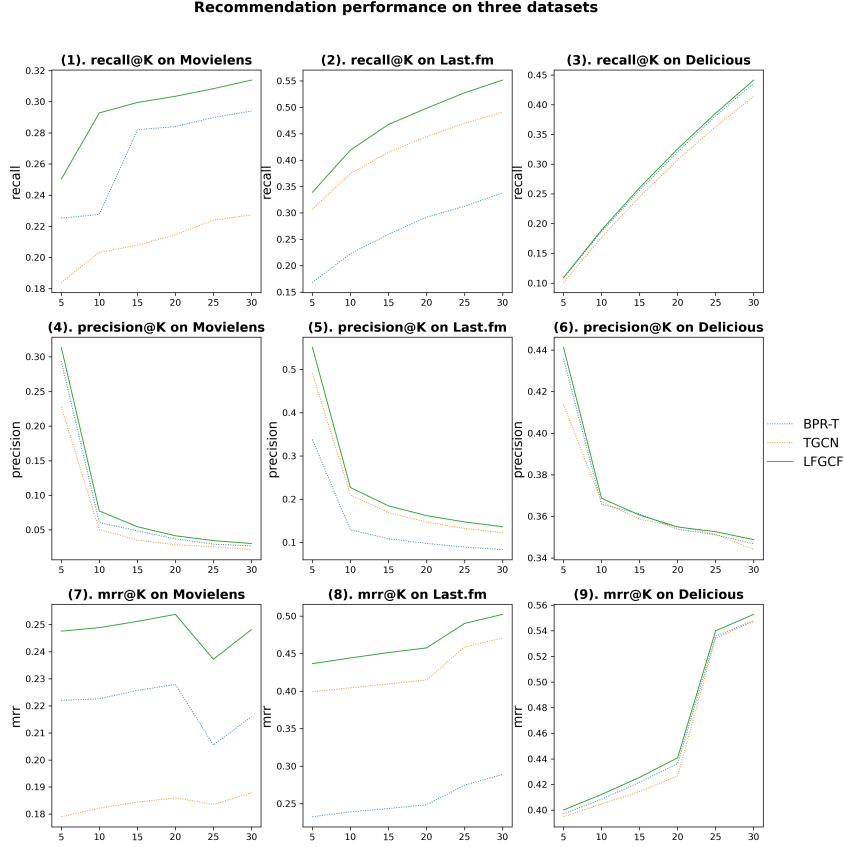 Recommendation performance on three datasets
(1). recall@K on Movielens
0.32
0.30
0.28
0.26
0.24
0.22
0.20
0.18
recall
5 10 15 20 25 30
(2). recall@K on Last.fm
0.55
0.50
0.45
0.40
0.35
0.30
0.25
0.20
0.15
recall
5 10 15 20 25 30
(3). recall@K on Delicious
0.45
0.40
0.35
0.30
0.25
0.20
0.15
0.10
recall
5 10 15 20 25 30
(4). precision@K on Movielens
0.30
0.25
0.20
0.15
0.10
0.05
precision
5 10 15 20 25 30
(5). precision@K on Last.fm
0.5
0.4
0.3
0.2
0.1
precision
5 10 15 20 25 30
(6). precision@K on Delicious
0.44
0.42
0.40
0.38
0.36
0.34
precision
5 10 15 20 25 30
BPR-T
TGCN
LFGCF
(7). mrr@K on Movielens
0.25
0.24
0.23
0.22
0.21
0.20
0.19
0.18
mrr
5 10 15 20 25 30
(8). mrr@K on Last.fm
0.50
0.45
0.40
0.35
0.30
0.25
mrr
5 10 15 20 25 30
(9). mrr@K on Delicious
0.56
0.54
0.52
0.50
0.48
0.46
0.44
0.42
0.40
mrr
5 10 15 20 25 30